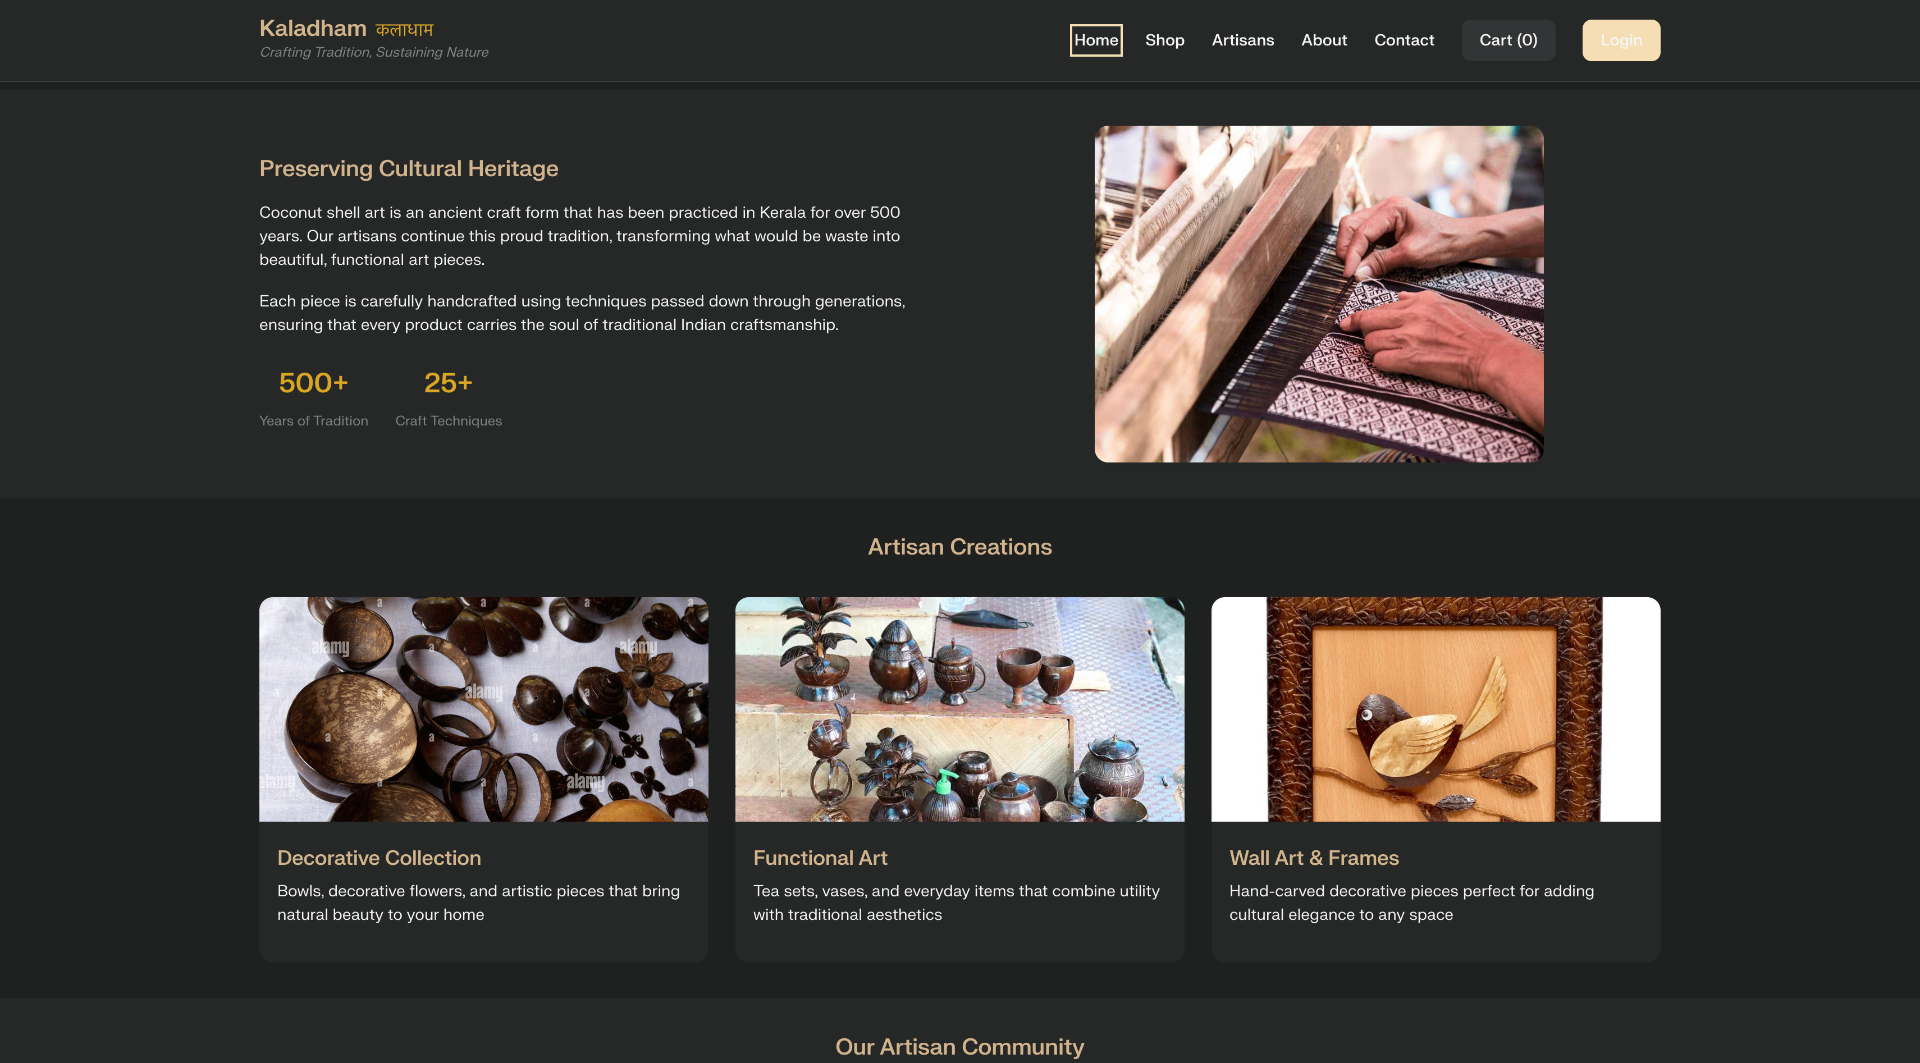 Kaladham कलाधाम
Crafting Tradition, Sustaining Nature
Home Shop Artisans About Contact Cart (0) Login
Preserving Cultural Heritage
Coconut shell art is an ancient craft form that has been practiced in Kerala for over 500
years. Our artisans continue this proud tradition, transforming what would be waste into
beautiful, functional art pieces.
Each piece is carefully handcrafted using techniques passed down through generations,
ensuring that every product carries the soul of traditional Indian craftsmanship.
500+ 25+
Years of Tradition Craft Techniques
Artisan Creations
a a a a
alamy a a alamy
a alamy a a
a a a a
alamy a a alamy a
Decorative Collection
Bowls, decorative flowers, and artistic pieces that bring
natural beauty to your home
Functional Art
Tea sets, vases, and everyday items that combine utility
with traditional aesthetics
Wall Art & Frames
Hand-carved decorative pieces perfect for adding
cultural elegance to any space
Our Artisan Community